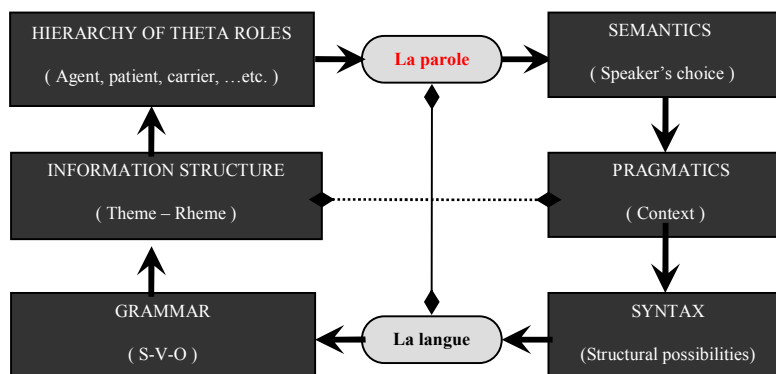 HIERARCHY OF THETA ROLES
( Agent, patient, carrier, …etc. )
La parole
SEMANTICS
( Speaker’s choice )
INFORMATION STRUCTURE
( Theme – Rheme )
PRAGMATICS
( Context )
GRAMMAR
( S-V-O )
La langue
SYNTAX
(Structural possibilities)